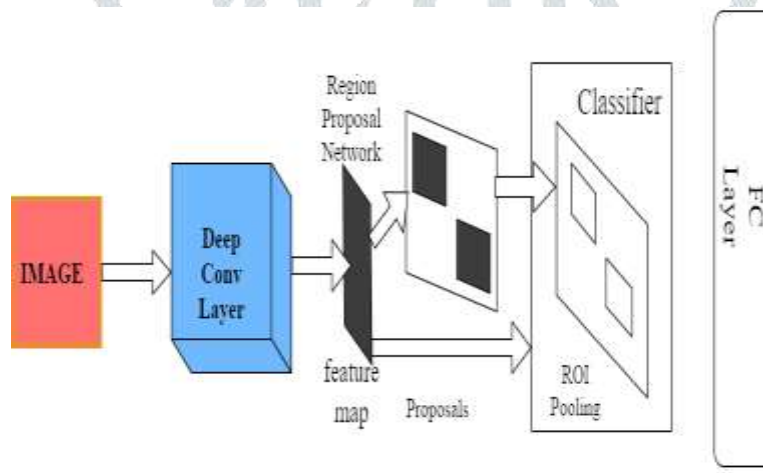 IMAGE
Deep
Conv
Layer
Region
Proposal
Network
feature
map
Proposals
Classifier
ROI
Pooling
FC
Layer